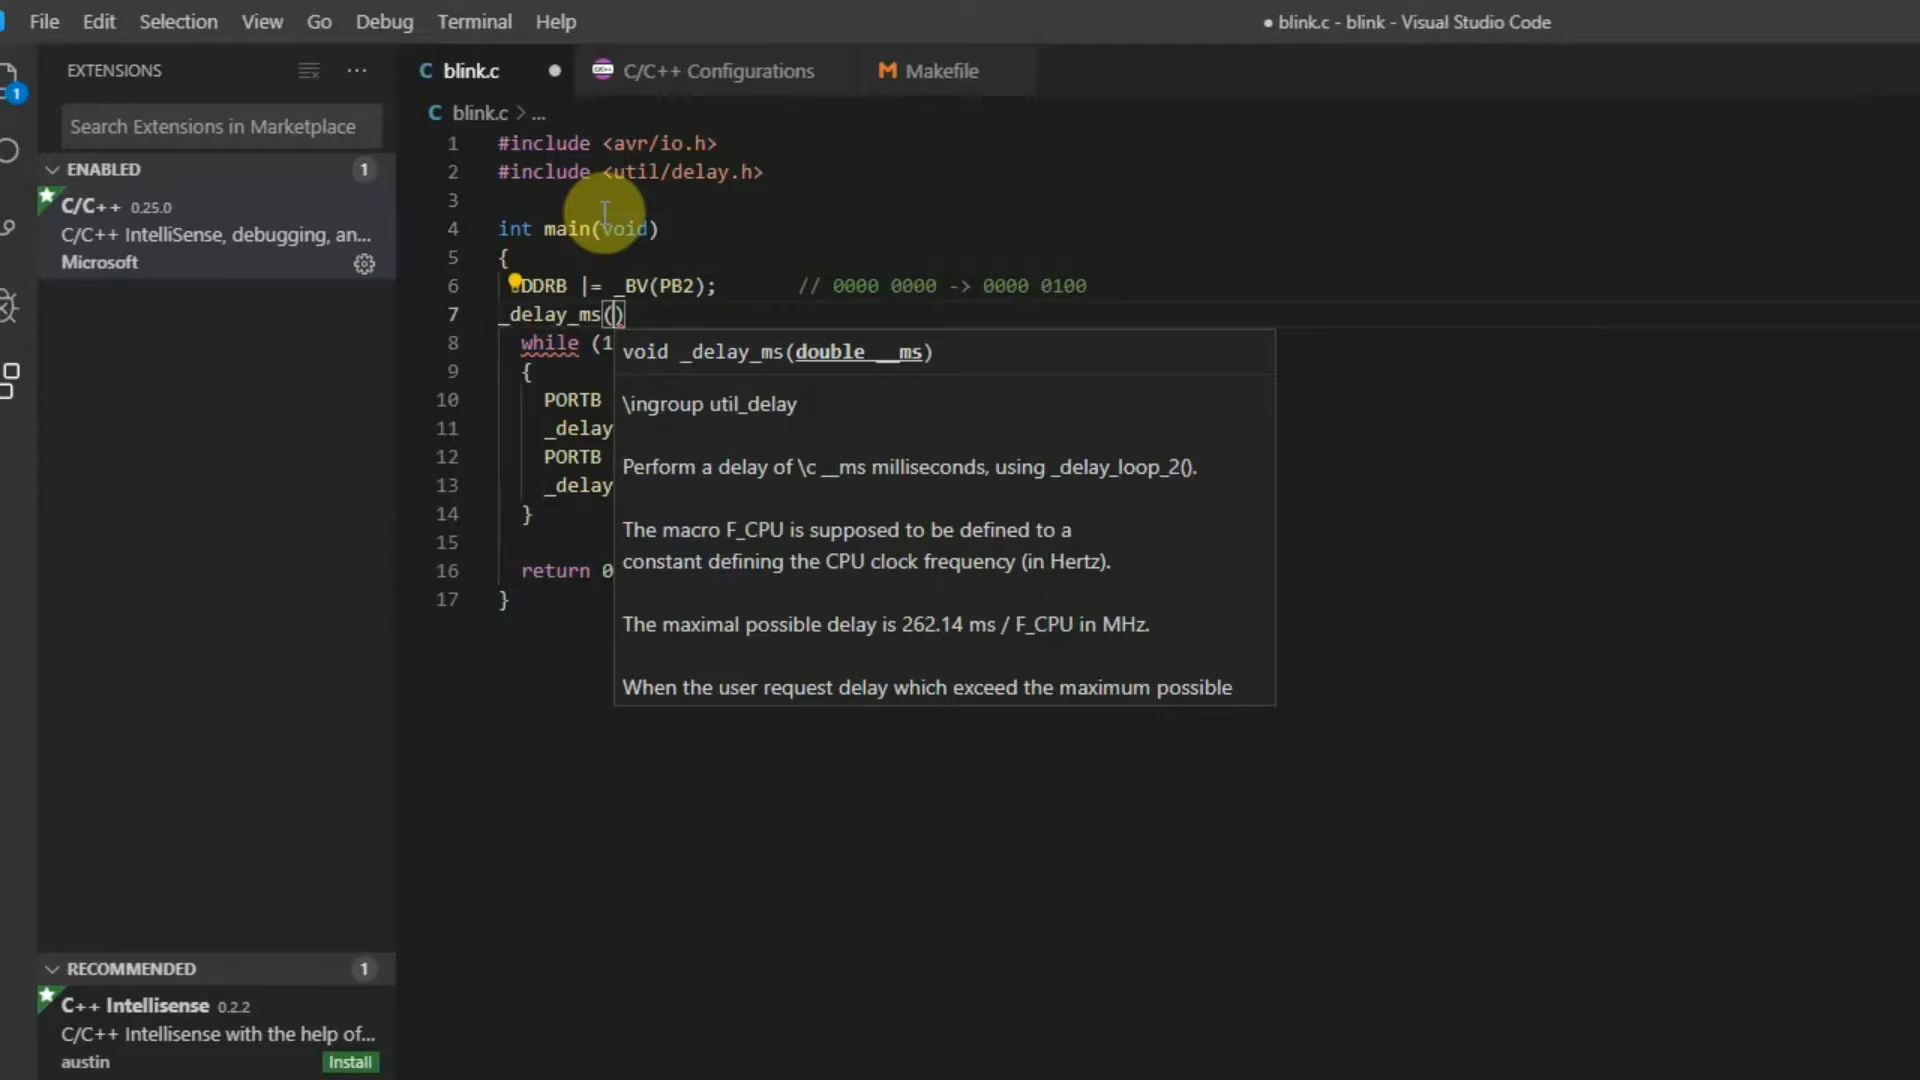 File Edit Selection View Go Debug Terminal Help
● blink.c - blink - Visual Studio Code
1
EXTENSIONS ...
Search Extensions in Marketplace
ENABLED 1
C/C++ 0.25.0
C/C++ IntelliSense, debugging, an...
Microsoft
RECOMMENDED 1
C++ Intellisense 0.2.2
C/C++ Intellisense with the help of...
austin Install
C blink.c ● C/C++ Configurations M Makefile
C blink.c > ...
1 #include <avr/io.h>
2 #include <util/delay.h>
3
4 int main(void)
5 {
6 DDRB |= _BV(PB2); // 0000 0000 -> 0000 0100
7 _delay_ms()
8 while (1
9 {
10 PORTB
11 _delay
12 PORTB
13 _delay
14 }
15
16 return 0
17 }
void _delay_ms(double __ms)
\ingroup util_delay
Perform a delay of \c __ms milliseconds, using _delay_loop_2().
The macro F_CPU is supposed to be defined to a
constant defining the CPU clock frequency (in Hertz).
The maximal possible delay is 262.14 ms / F_CPU in MHz.
When the user request delay which exceed the maximum possible